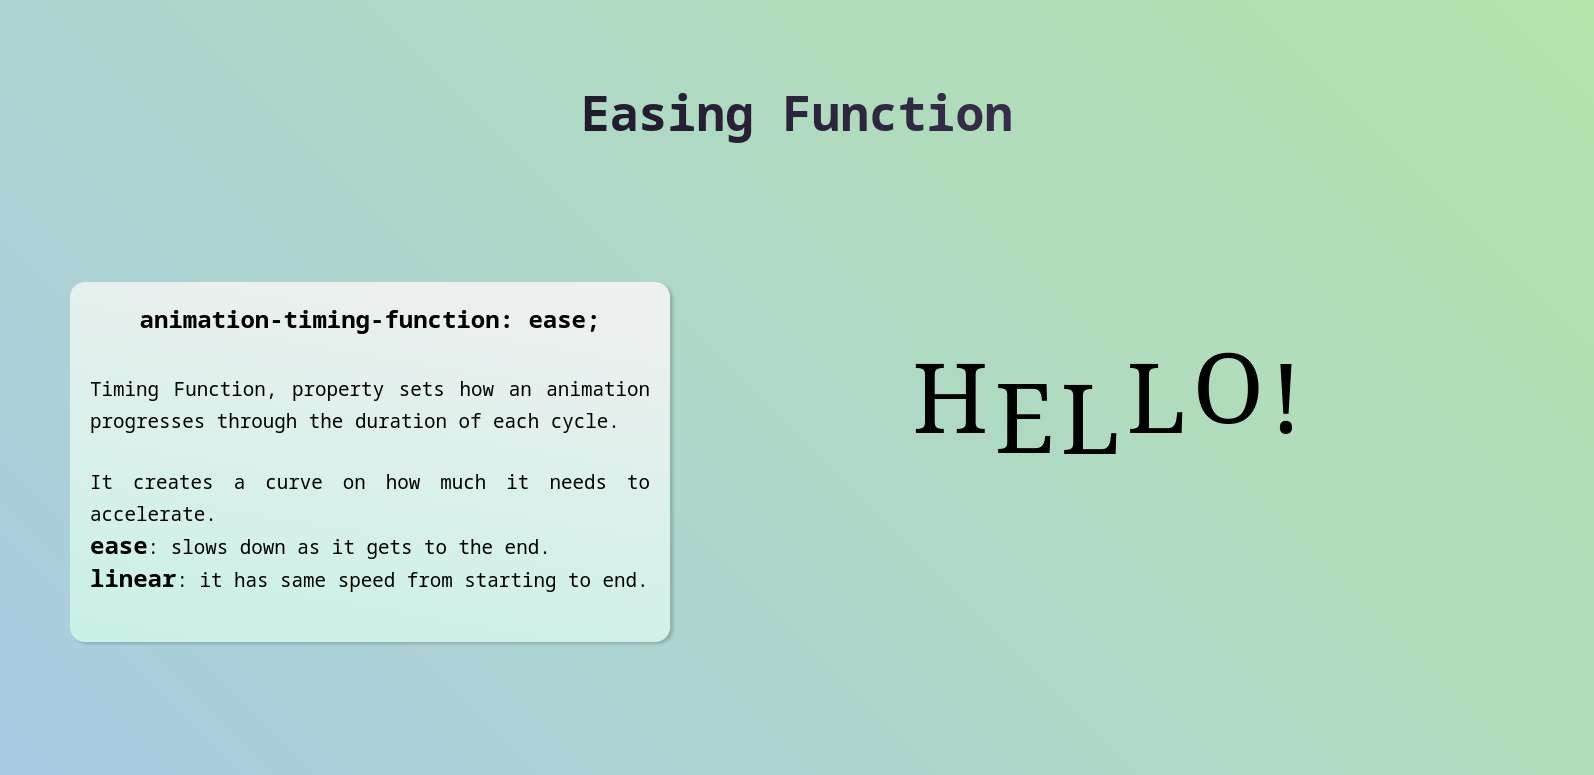 Easing Function
animation-timing-function: ease;
Timing Function, property sets how an animation
progresses through the duration of each cycle.
It creates a curve on how much it needs to
accelerate.
ease: slows down as it gets to the end.
linear: it has same speed from starting to end.
HELLO!